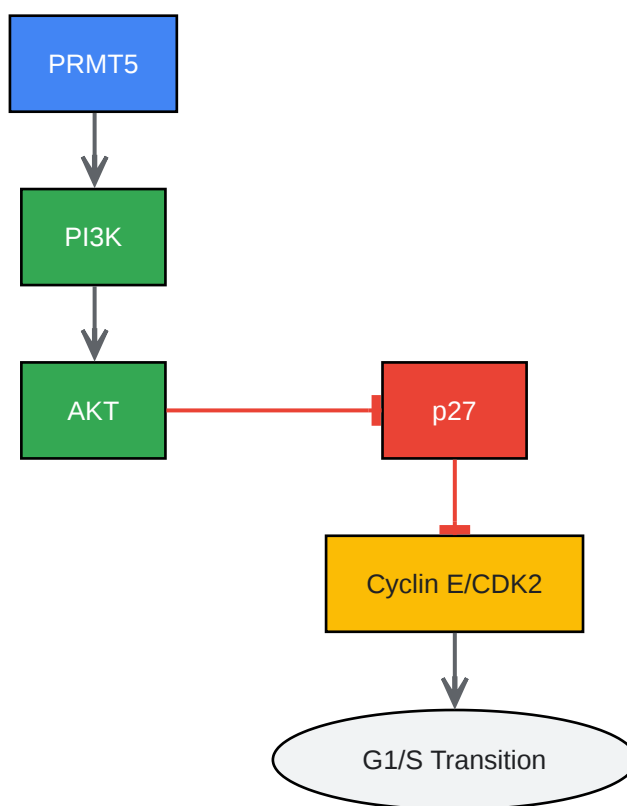 PRMT5
PI3K
AKT
p27
Cyclin E/CDK2
G1/S Transition